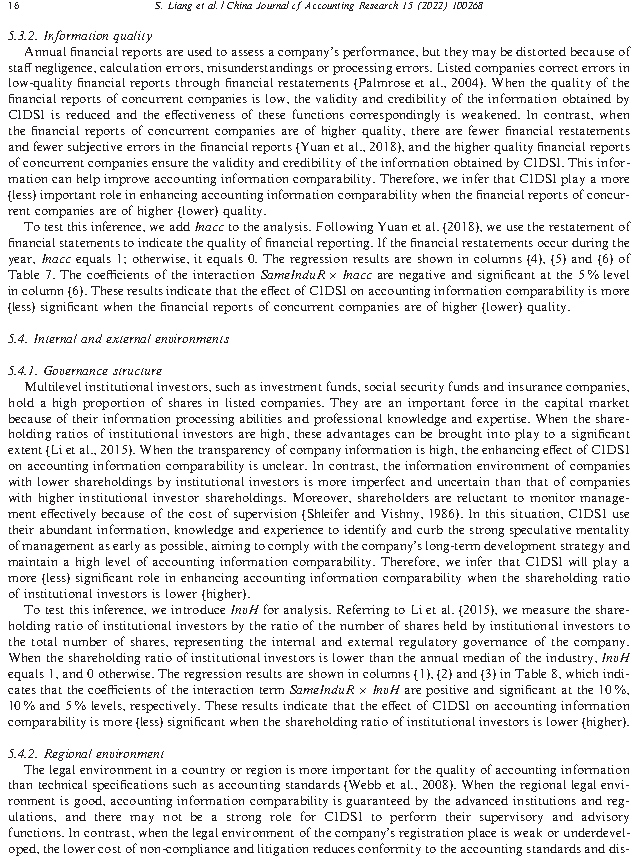 16 S. Liang et al. / China Journal of Accounting Research 15 (2022) 100268
5.3.2. Information quality
Annual financial reports are used to assess a company's performance, but they may be distorted because of
staff negligence, calculation errors, misunderstandings or processing errors. Listed companies correct errors in
low-quality financial reports through financial restatements (Palmrose et al., 2004). When the quality of the
financial reports of concurrent companies is low, the validity and credibility of the information obtained by
CIDSI is reduced and the effectiveness of these functions correspondingly is weakened. In contrast, when
the financial reports of concurrent companies are of higher quality, there are fewer financial restatements
and fewer subjective errors in the financial reports (Yuan et al., 2018), and the higher quality financial reports
of concurrent companies ensure the validity and credibility of the information obtained by CIDSI. This infor-
mation can help improve accounting information comparability. Therefore, we infer that CIDSI play a more
(less) important role in enhancing accounting information comparability when the financial reports of concur-
rent companies are of higher (lower) quality.
To test this inference, we add Inacc to the analysis. Following Yuan et al. (2018), we use the restatement of
financial statements to indicate the quality of financial reporting. If the financial restatements occur during the
year, Inacc equals 1; otherwise, it equals 0. The regression results are shown in columns (4), (5) and (6) of
Table 7. The coefficients of the interaction SameInduR × Inacc are negative and significant at the 5% level
in column (6). These results indicate that the effect of CIDSI on accounting information comparability is more
(less) significant when the financial reports of concurrent companies are of higher (lower) quality.
5.4. Internal and external environments
5.4.1. Governance structure
Multilevel institutional investors, such as investment funds, social security funds and insurance companies,
hold a high proportion of shares in listed companies. They are an important force in the capital market
because of their information processing abilities and professional knowledge and expertise. When the share-
holding ratios of institutional investors are high, these advantages can be brought into play to a significant
extent (Li et al., 2015). When the transparency of company information is high, the enhancing effect of CIDSI
on accounting information comparability is unclear. In contrast, the information environment of companies
with lower shareholdings by institutional investors is more imperfect and uncertain than that of companies
with higher institutional investor shareholdings. Moreover, shareholders are reluctant to monitor manage-
ment effectively because of the cost of supervision (Shleifer and Vishny, 1986). In this situation, CIDSI use
their abundant information, knowledge and experience to identify and curb the strong speculative mentality
of management as early as possible, aiming to comply with the company's long-term development strategy and
maintain a high level of accounting information comparability. Therefore, we infer that CIDSI will play a
more (less) significant role in enhancing accounting information comparability when the shareholding ratio
of institutional investors is lower (higher).
To test this inference, we introduce InvH for analysis. Referring to Li et al. (2015), we measure the share-
holding ratio of institutional investors by the ratio of the number of shares held by institutional investors to
the total number of shares, representing the internal and external regulatory governance of the company.
When the shareholding ratio of institutional investors is lower than the annual median of the industry, InvH
equals 1, and 0 otherwise. The regression results are shown in columns (1), (2) and (3) in Table 8, which indi-
cates that the coefficients of the interaction term SameInduR × InvH are positive and significant at the 10%,
10% and 5% levels, respectively. These results indicate that the effect of CIDSI on accounting information
comparability is more (less) significant when the shareholding ratio of institutional investors is lower (higher).
5.4.2. Regional environment
The legal environment in a country or region is more important for the quality of accounting information
than technical specifications such as accounting standards (Webb et al., 2008). When the regional legal envi-
ronment is good, accounting information comparability is guaranteed by the advanced institutions and reg-
ulations, and there may not be a strong role for CIDSI to perform their supervisory and advisory
functions. In contrast, when the legal environment of the company's registration place is weak or underdevel-
oped, the lower cost of non-compliance and litigation reduces conformity to the accounting standards and dis-